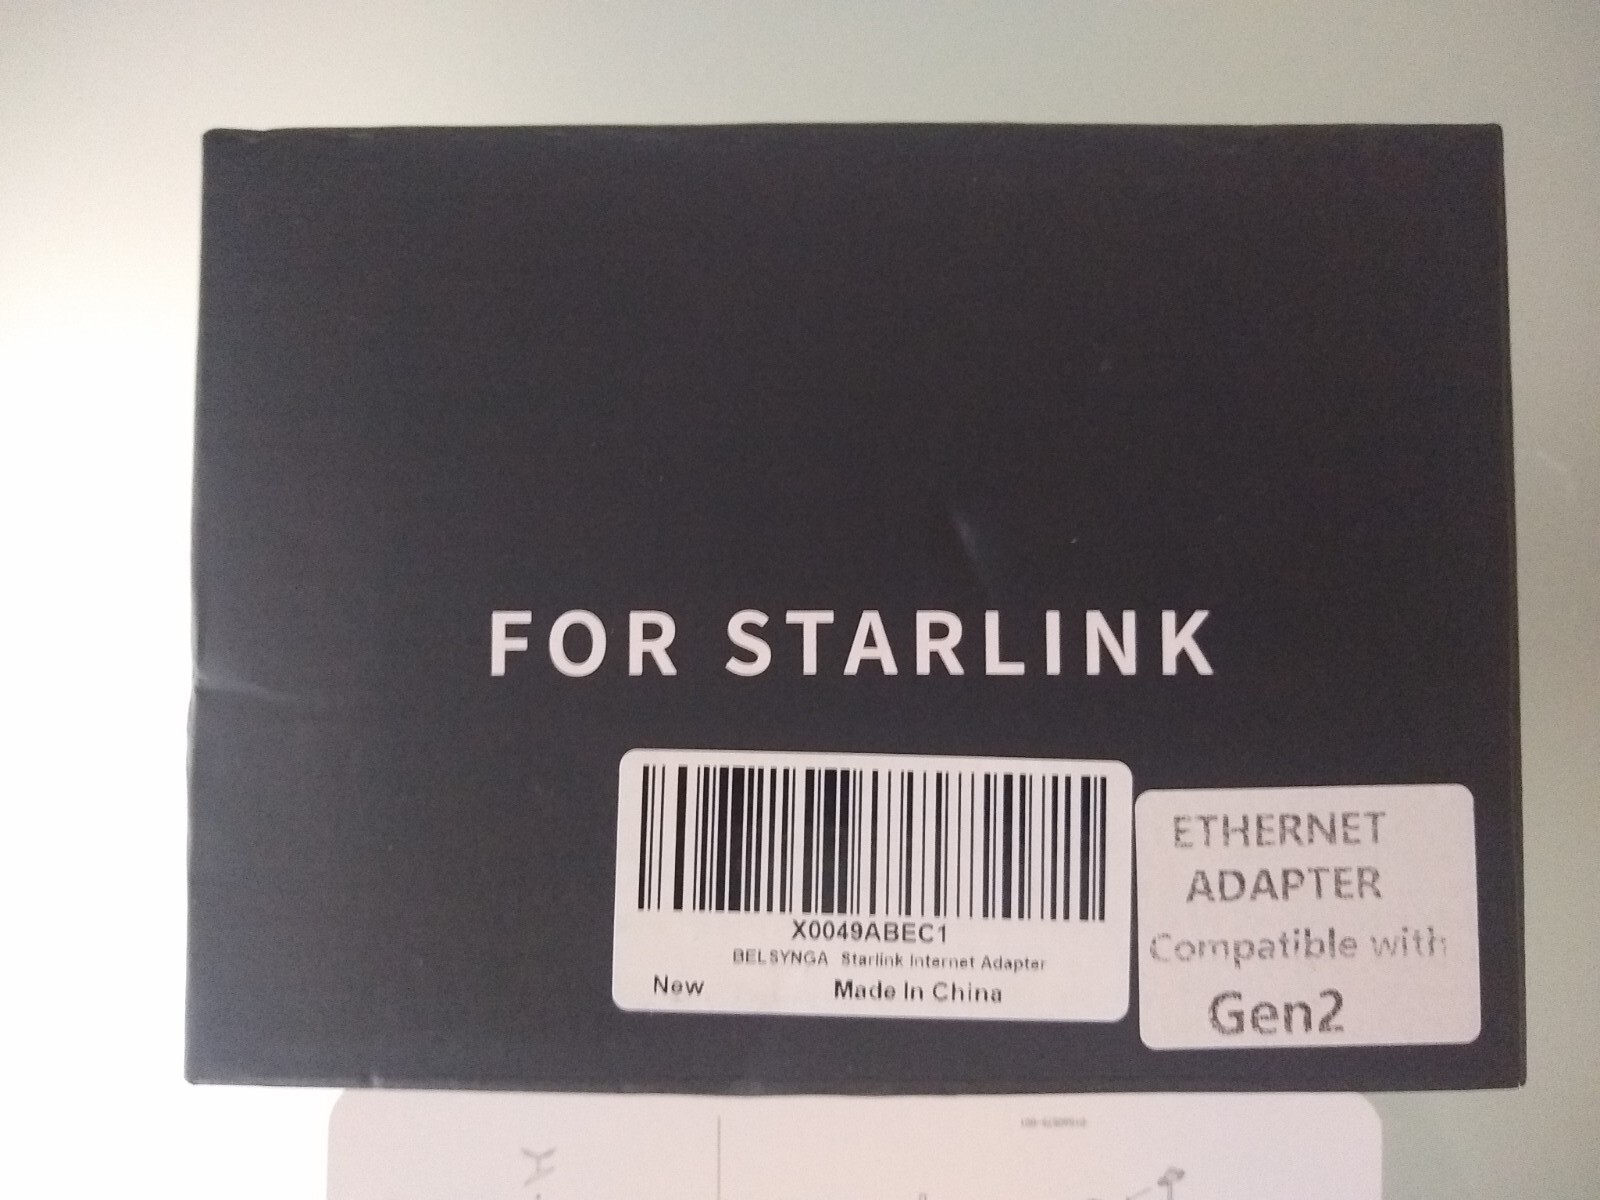 FOR STARLINK
X0049ABEC1
BELSYNGA Starlink Internet Adapter
New Made In China
ETHERNET
ADAPTER
Compatible with
Gen2